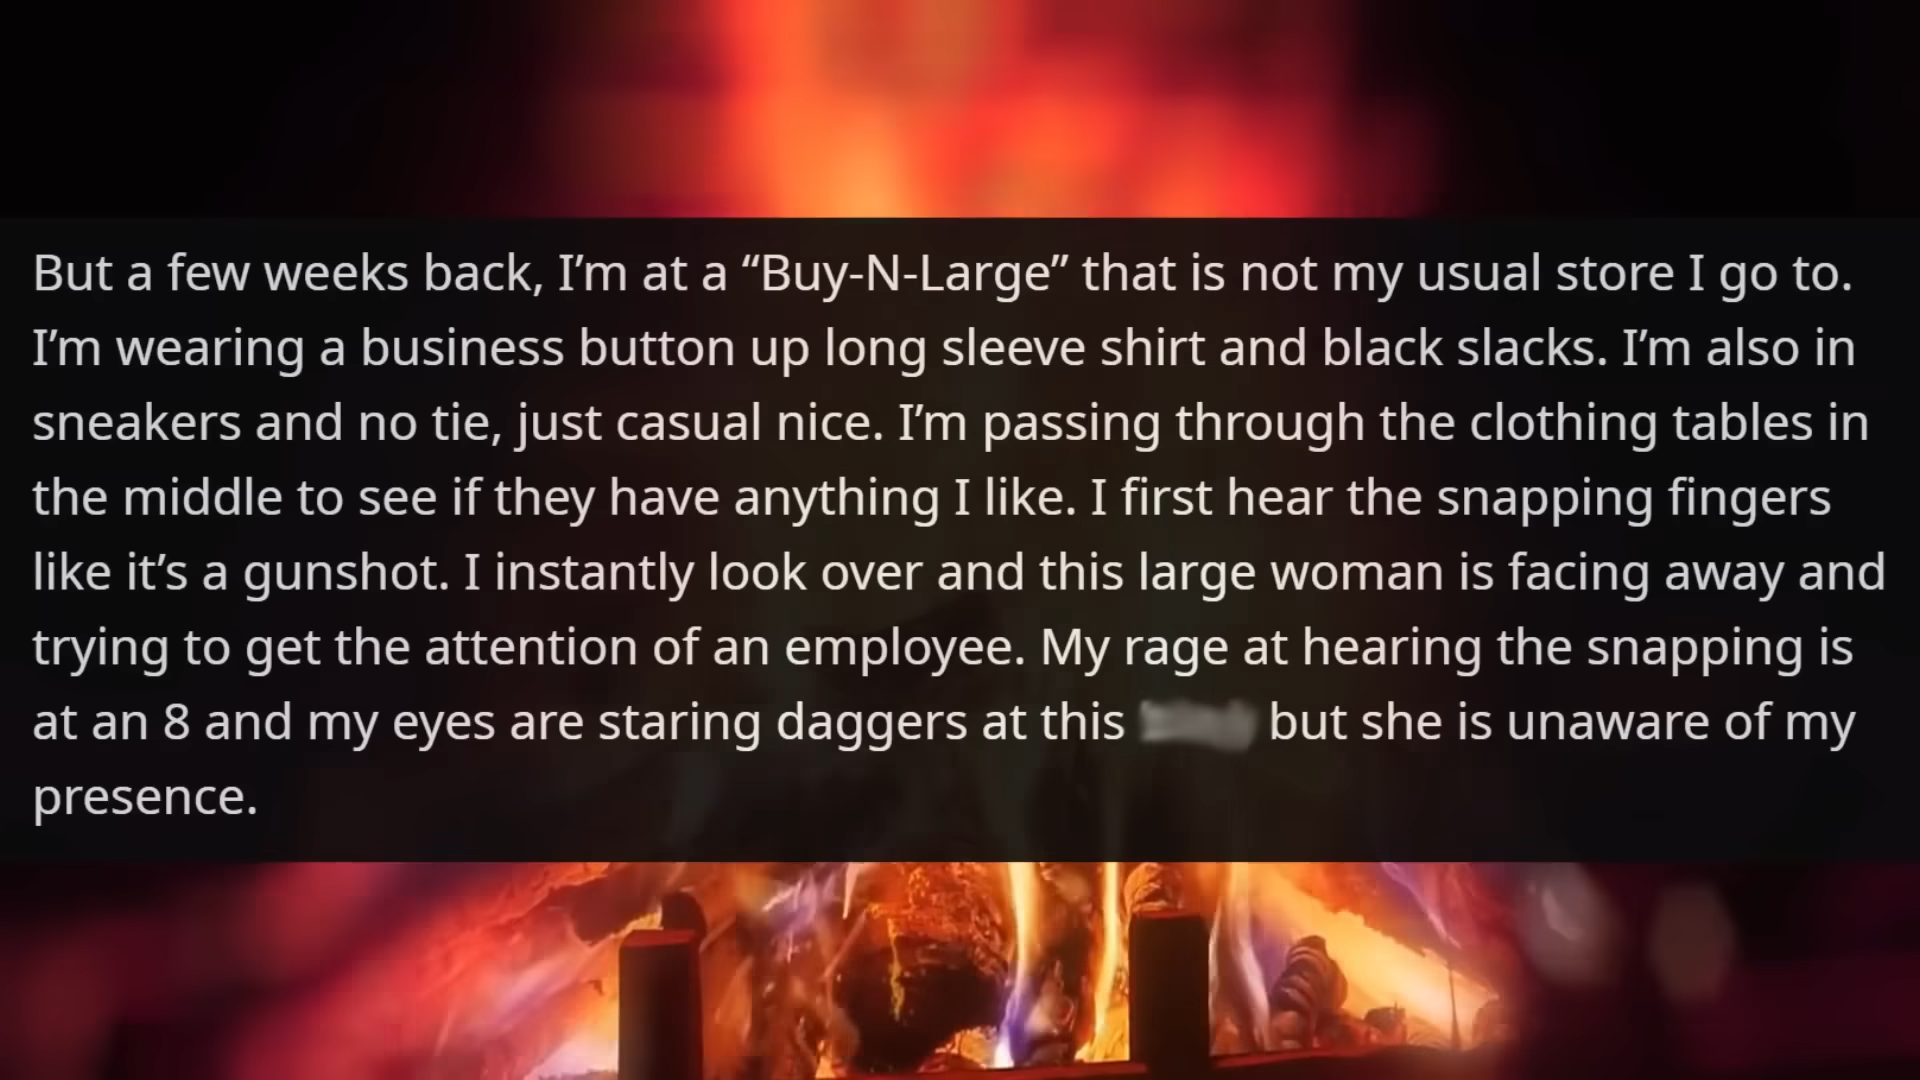 But a few weeks back, I’m at a “Buy-N-Large” that is not my usual store I go to.
I’m wearing a business button up long sleeve shirt and black slacks. I’m also in
sneakers and no tie, just casual nice. I’m passing through the clothing tables in
the middle to see if they have anything I like. I first hear the snapping fingers
like it’s a gunshot. I instantly look over and this large woman is facing away and
trying to get the attention of an employee. My rage at hearing the snapping is
at an 8 and my eyes are staring daggers at this but she is unaware of my
presence.